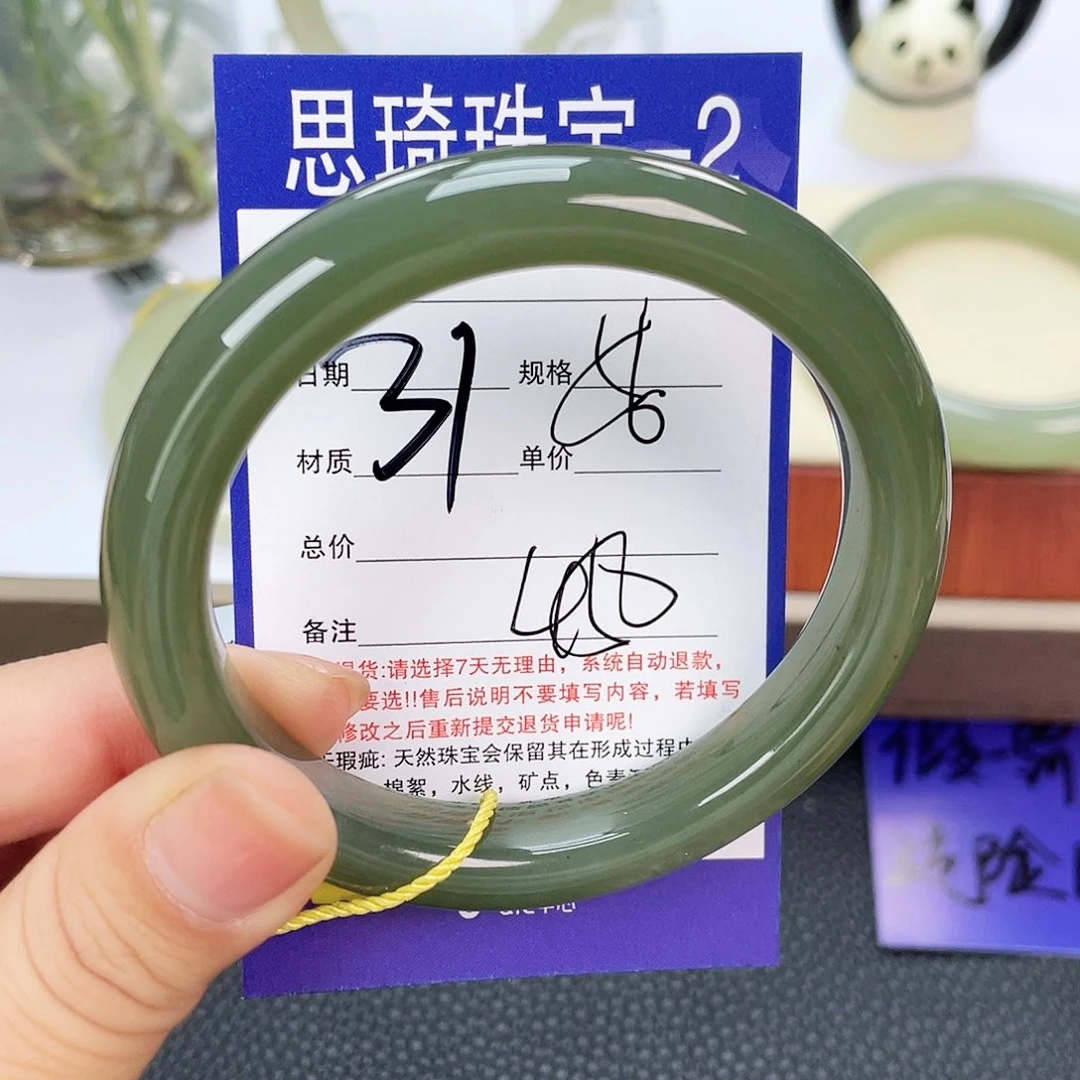 思琦珠宝-2
日期 31 规格
材质 单价
总价
备注
退货:请选择7天无理由，系统自动退款，
要选!!售后说明不要填写内容，若填写
修改之后重新提交退货申请呢!
瑕疵: 天然珠宝会保留其在形成过程中
棉絮，水线，矿点，色素
假一
险